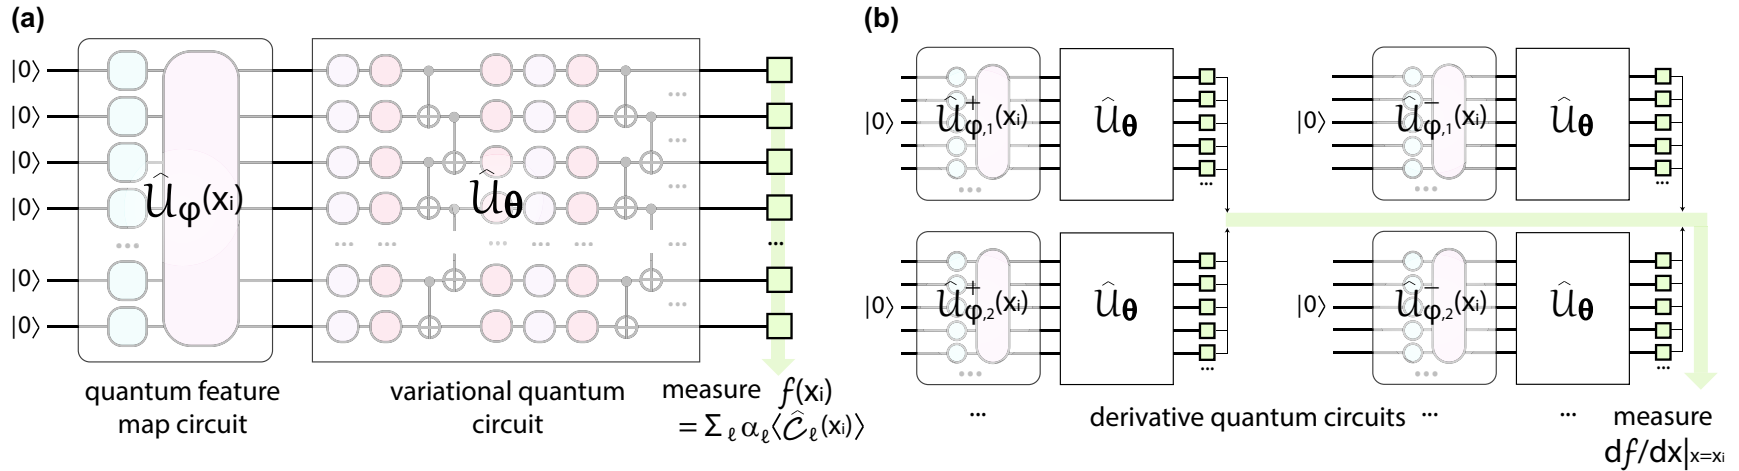 (a)
|0⟩
|0⟩
|0⟩
|0⟩
...
|0⟩
|0⟩
Û_φ(x_i)
Û_θ
...
...
...
...
...
... ... ... ... ... ...
...
quantum feature
map circuit
variational quantum
circuit
measure f(x_i)
= Σ_ℓ α_ℓ⟨Ĉ_ℓ(x_i)⟩
(b)
|0⟩ Û⁺_φ,1(x_i) Û_θ
... ...
|0⟩ Û⁻_φ,1(x_i) Û_θ
... ...
|0⟩ Û⁺_φ,2(x_i) Û_θ
... ...
|0⟩ Û⁻_φ,2(x_i) Û_θ
... ...
... derivative quantum circuits ... ...
measure
df/dx|x=x_i